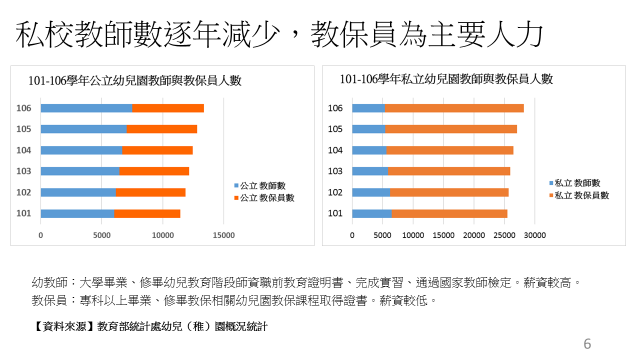 私校教師數逐年減少，教保員為主要人力
101-106學年公立幼兒園教師與教保員人數
106
105
104
103
102
101
0 5000 10000 15000
公立 教師數
公立 教保員數
101-106學年私立幼兒園教師與教保員人數
106
105
104
103
102
101
0 5000 10000 15000 20000 25000 30000
私立 教師數
私立 教保員數
幼教師：大學畢業、修畢幼兒教育階段師資職前教育證明書、完成實習、通過國家教師檢定。薪資較高。
教保員：專科以上畢業、修畢教保相關幼兒園教保課程取得證書。薪資較低。
【資料來源】教育部統計處幼兒（稚）園概況統計
6